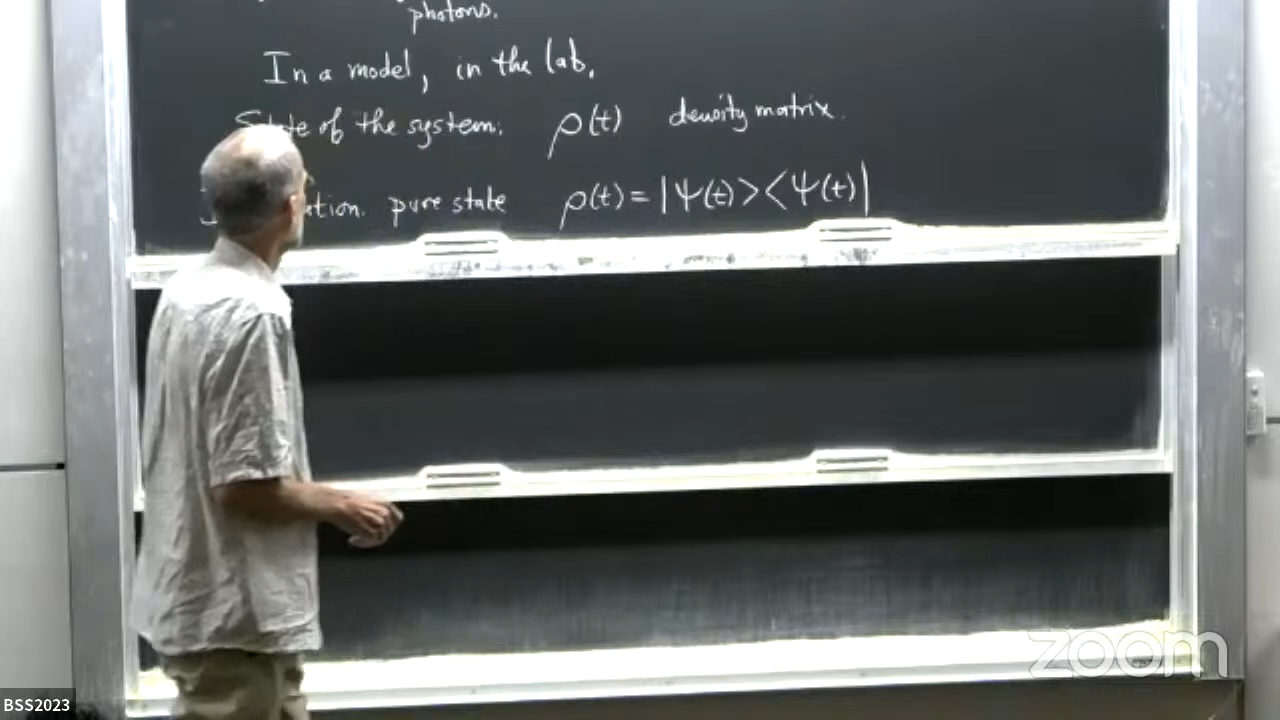 photons.
In a model, in the lab.
State of the system: ρ(t) density matrix.
pure state ρ(t) = |Ψ(t)><Ψ(t)|
zoom
BSS2023